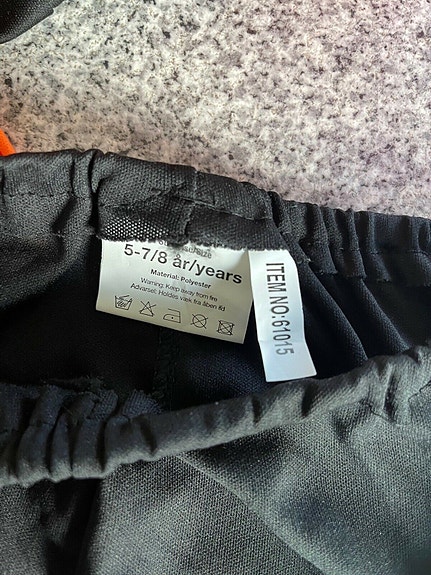 5-7/8 år/years
Material: Polyester
Warning: Keep away from fire
Advarsel: Holdes væk fra åben ild
ITEM NO:61015